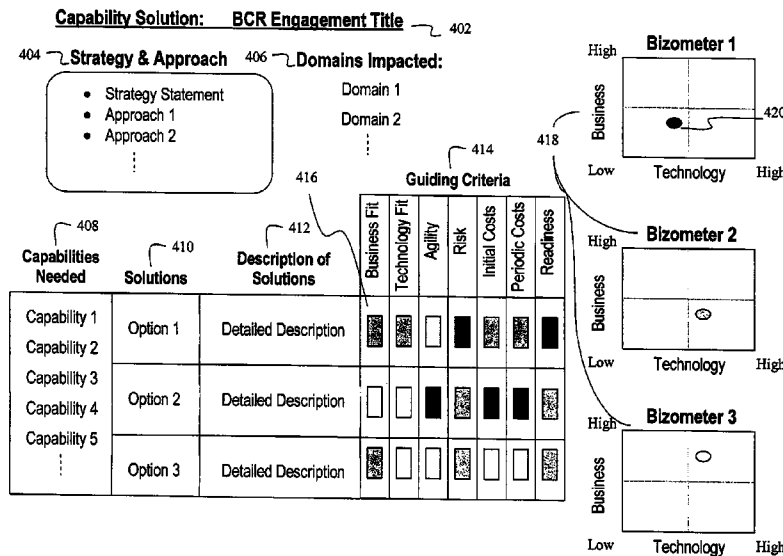 Capability Solution: BCR Engagement Title
402
404
Strategy & Approach
406
Domains Impacted:
• Strategy Statement
• Approach 1
• Approach 2
Domain 1
Domain 2
414
Guiding Criteria
416
408
Capabilities Needed
410
Solutions
412
Description of Solutions
Business Fit
Technology Fit
Agility
Risk
Initial Costs
Periodic Costs
Readiness
Capability 1
Capability 2
Capability 3
Capability 4
Capability 5
Option 1
Detailed Description
Option 2
Detailed Description
Option 3
Detailed Description
Bizometer 1
High
Business
Low
Technology
High
420
418
Bizometer 2
High
Business
Low
Technology
High
Bizometer 3
High
Business
Low
Technology
High